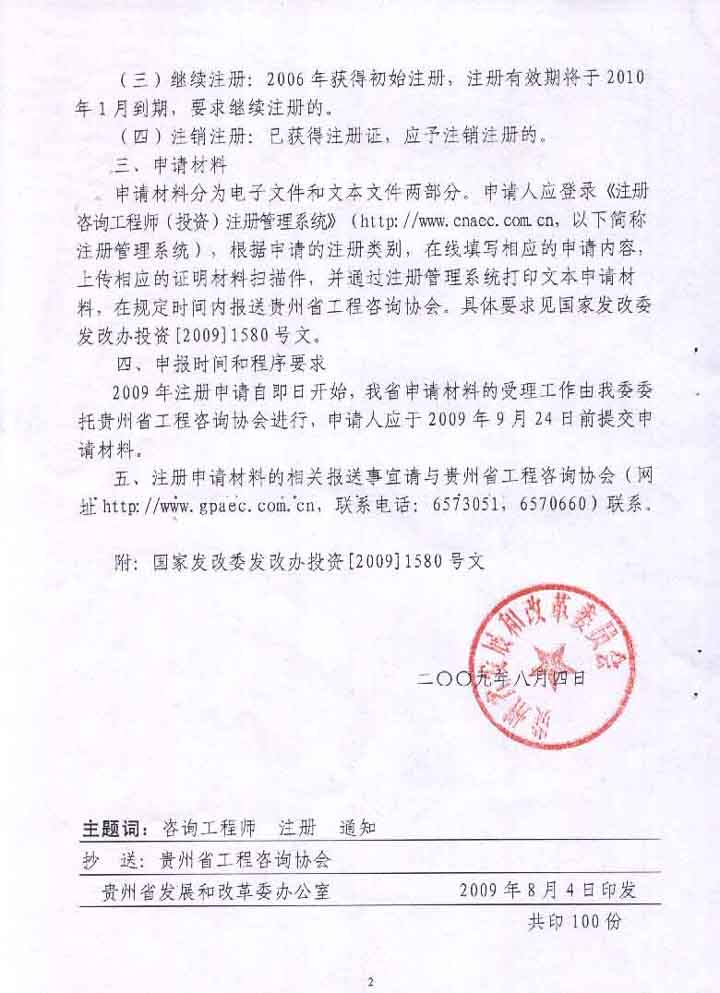 （三）继续注册：2006年获得初始注册，注册有效期将于2010
年1月到期，要求继续注册的。
（四）注销注册：已获得注册证，应予注销注册的。
三、申请材料
申请材料分为电子文件和文本文件两部分。申请人应登录《注册
咨询工程师（投资）注册管理系统》（http://www.cnaec.com.cn，以下简称
注册管理系统），根据申请的注册类别，在线填写相应的申请内容，
上传相应的证明材料扫描件，并通过注册管理系统打印文本申请材
料，在规定时间内报送贵州省工程咨询协会。具体要求见国家发改委
发改办投资[2009]1580号文。
四、申报时间和程序要求
2009年注册申请自即日开始，我省申请材料的受理工作由我委委
托贵州省工程咨询协会进行，申请人应于2009年9月24日前提交申
请材料。
五、注册申请材料的相关报送事宜请与贵州省工程咨询协会（网
址http://www.gpaec.com.cn，联系电话：6573051，6570660）联系。
附：国家发改委发改办投资[2009]1580号文
贵州省发展和改革委员会
二〇〇九年八月四日
主题词：咨询工程师 注册 通知
抄 送：贵州省工程咨询协会
贵州省发展和改革委办公室 2009年8月4日印发
共印100份
2